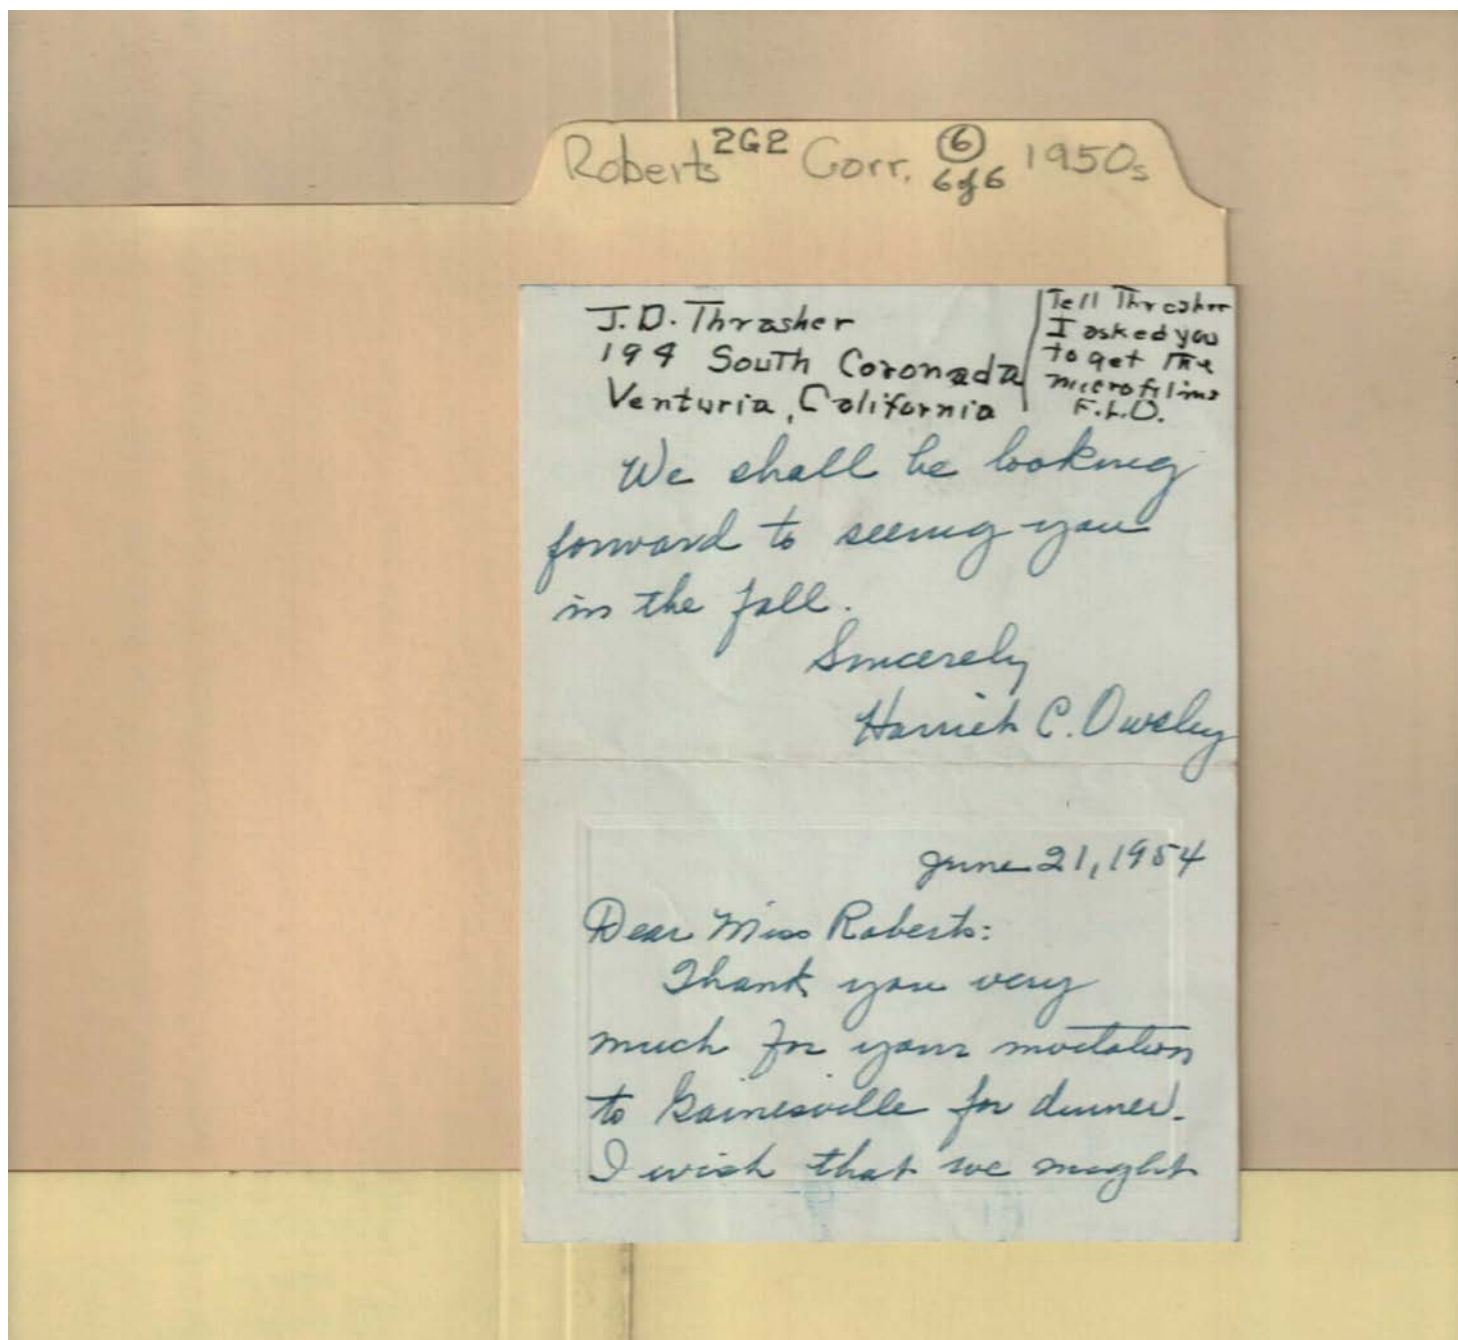 Roberts 2G2 Corr. 6 1950s
6 of 6
J.D. Thrasher
194 South Coronada
Venturia, California
Tell Thrasher
I asked you
to get the
microfilms
F.L.O.
We shall be looking
forward to seeing you
in the fall.
Sincerely
Harriet C. Owsley
June 21, 1954
Dear Miss Roberts:
Thank you very
much for your invitation
to Gainesville for dinner.
I wish that we might